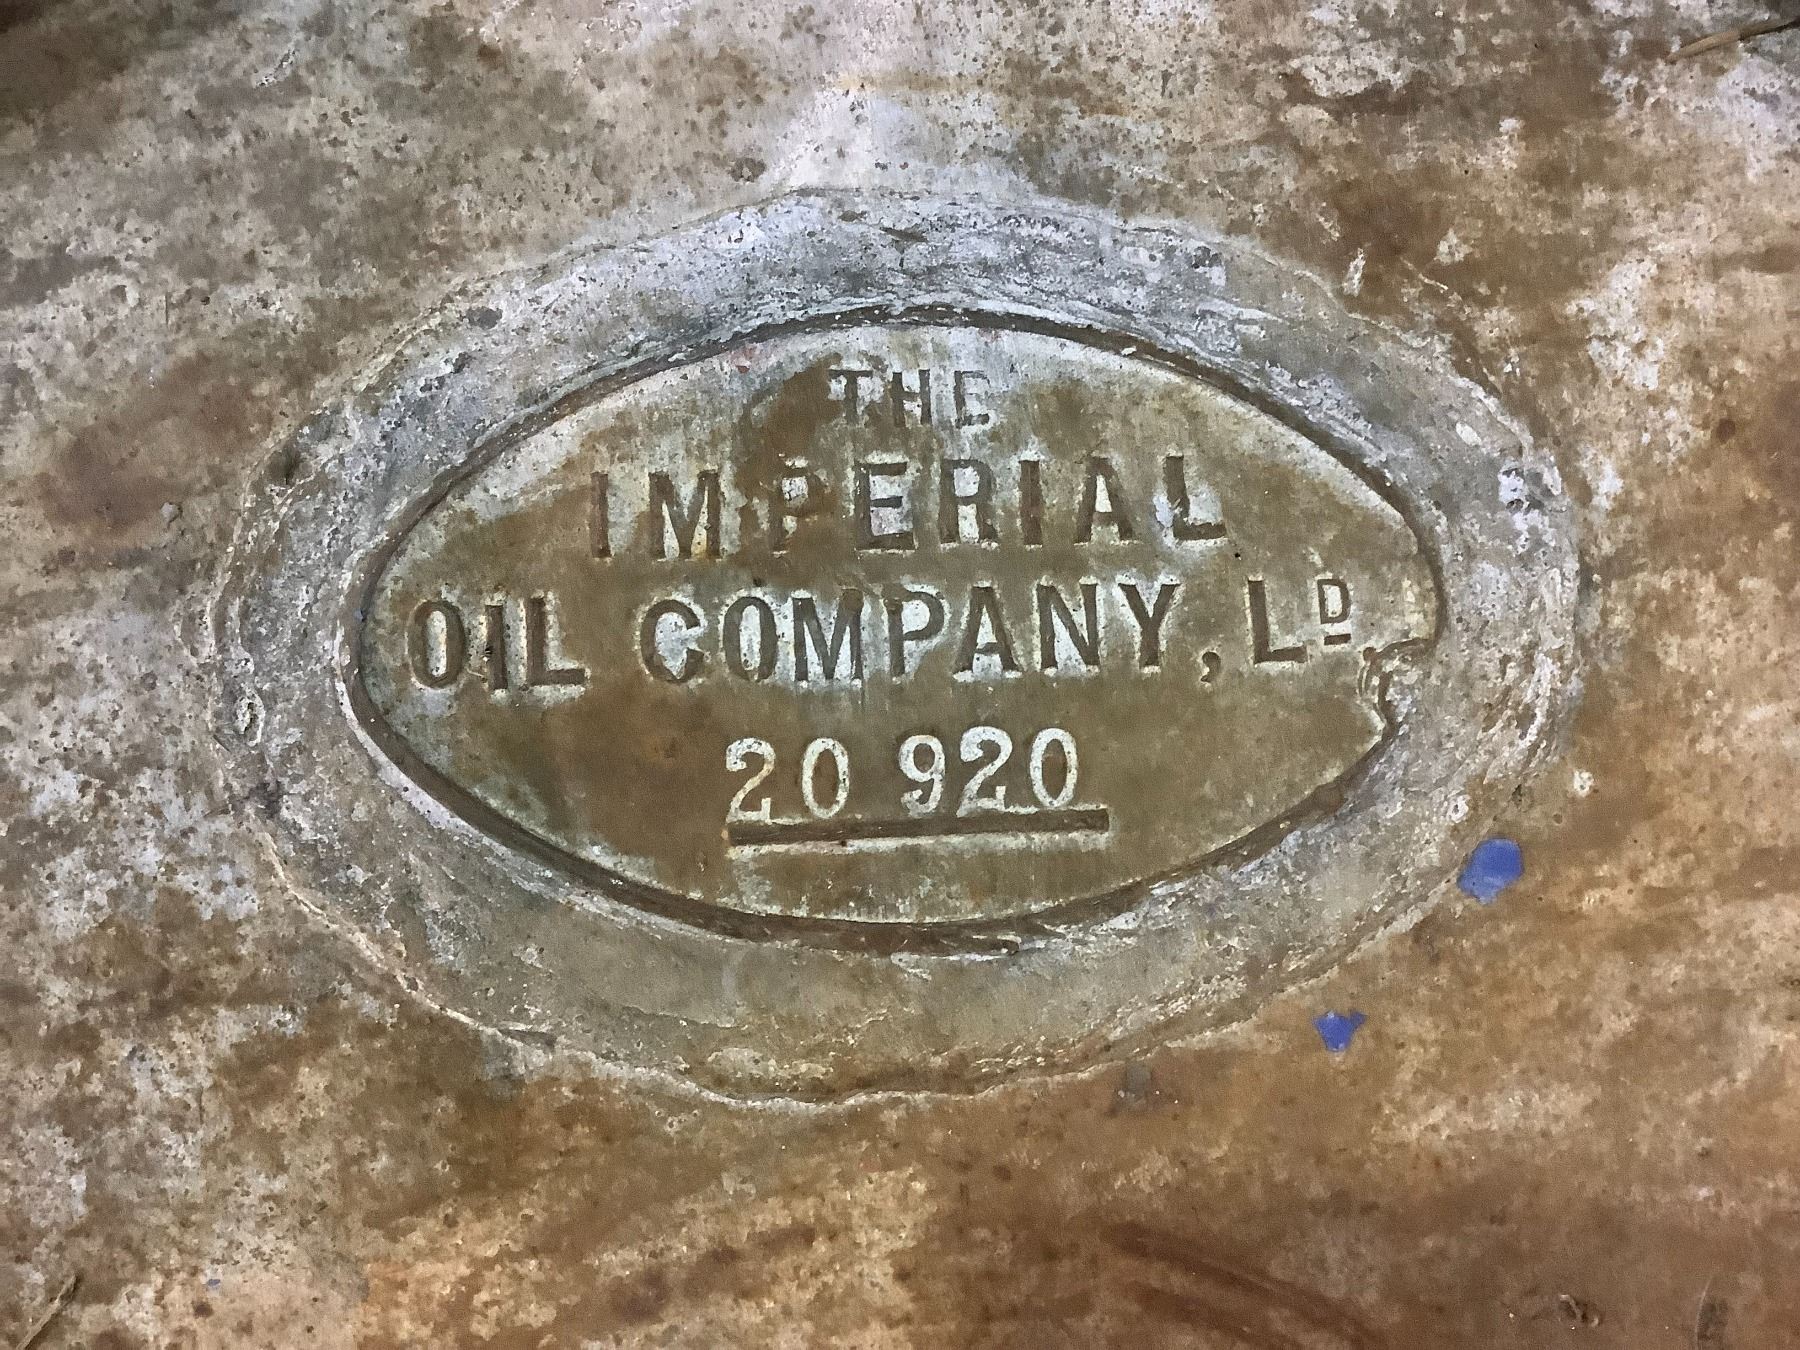 THE
IMPERIAL
OIL COMPANY, LD
20 920